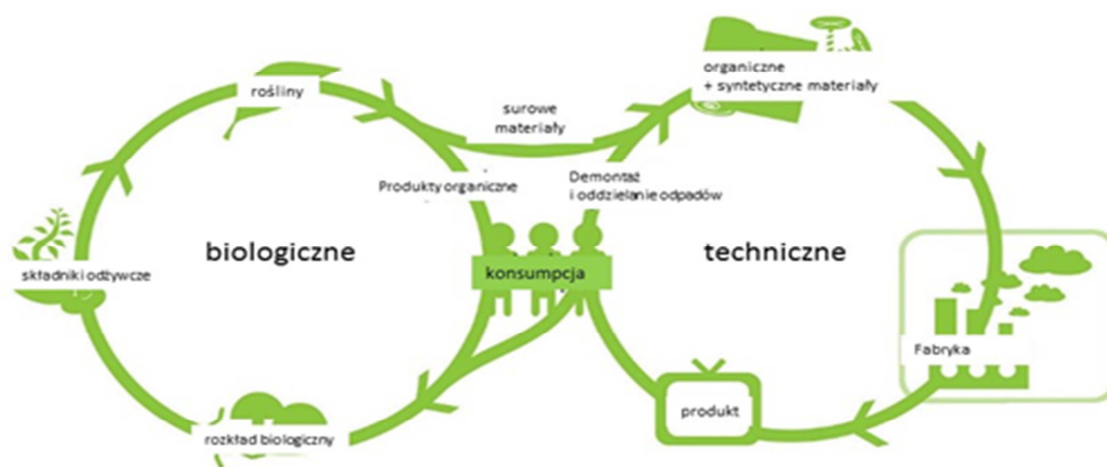 organiczne
+ syntetyczne materiały
rośliny
surowe
materiały
Produkty organiczne
Demontaż
i oddzielanie odpadów
biologiczne
techniczne
składniki odżywcze
konsumpcja
Fabryka
produkt
rozkład biologiczny